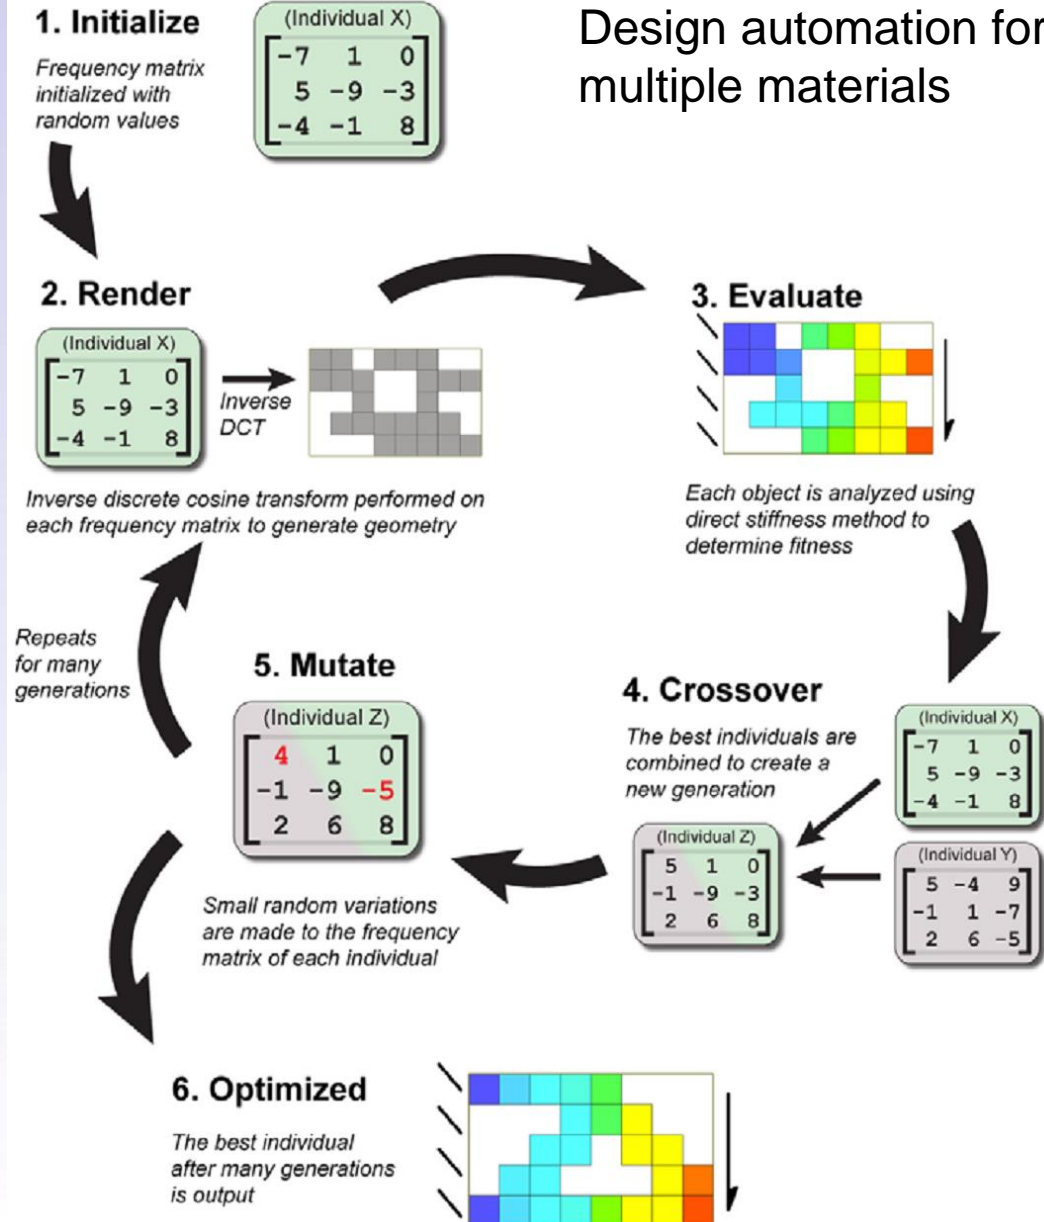 Design automation for
multiple materials
1. Initialize
Frequency matrix
initialized with
random values
(Individual X)
-7 1 0
5 -9 -3
-4 -1 8
2. Render
(Individual X)
-7 1 0
5 -9 -3
-4 -1 8
Inverse
DCT
Inverse discrete cosine transform performed on
each frequency matrix to generate geometry
3. Evaluate
Each object is analyzed using
direct stiffness method to
determine fitness
4. Crossover
The best individuals are
combined to create a
new generation
(Individual X)
-7 1 0
5 -9 -3
-4 -1 8
(Individual Y)
5 -4 9
-1 1 -7
2 6 -5
(Individual Z)
5 1 0
-1 -9 -3
2 6 8
5. Mutate
(Individual Z)
4 1 0
-1 -9 -5
2 6 8
Small random variations
are made to the frequency
matrix of each individual
Repeats
for many
generations
6. Optimized
The best individual
after many generations
is output